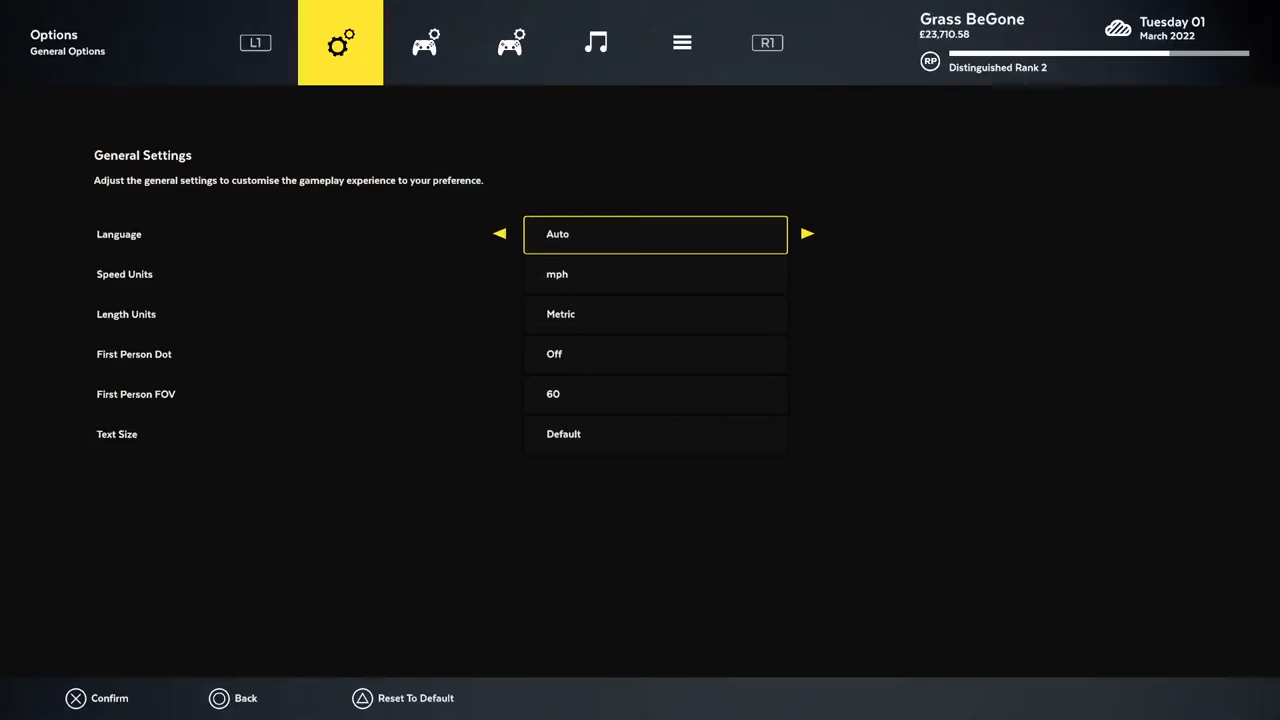 Options
General Options
L1
R1
Grass BeGone
£23,710.58
Tuesday 01
March 2022
RP
Distinguished Rank 2
General Settings
Adjust the general settings to customise the gameplay experience to your preference.
Language Auto
Speed Units mph
Length Units Metric
First Person Dot Off
First Person FOV 60
Text Size Default
Confirm Back Reset To Default